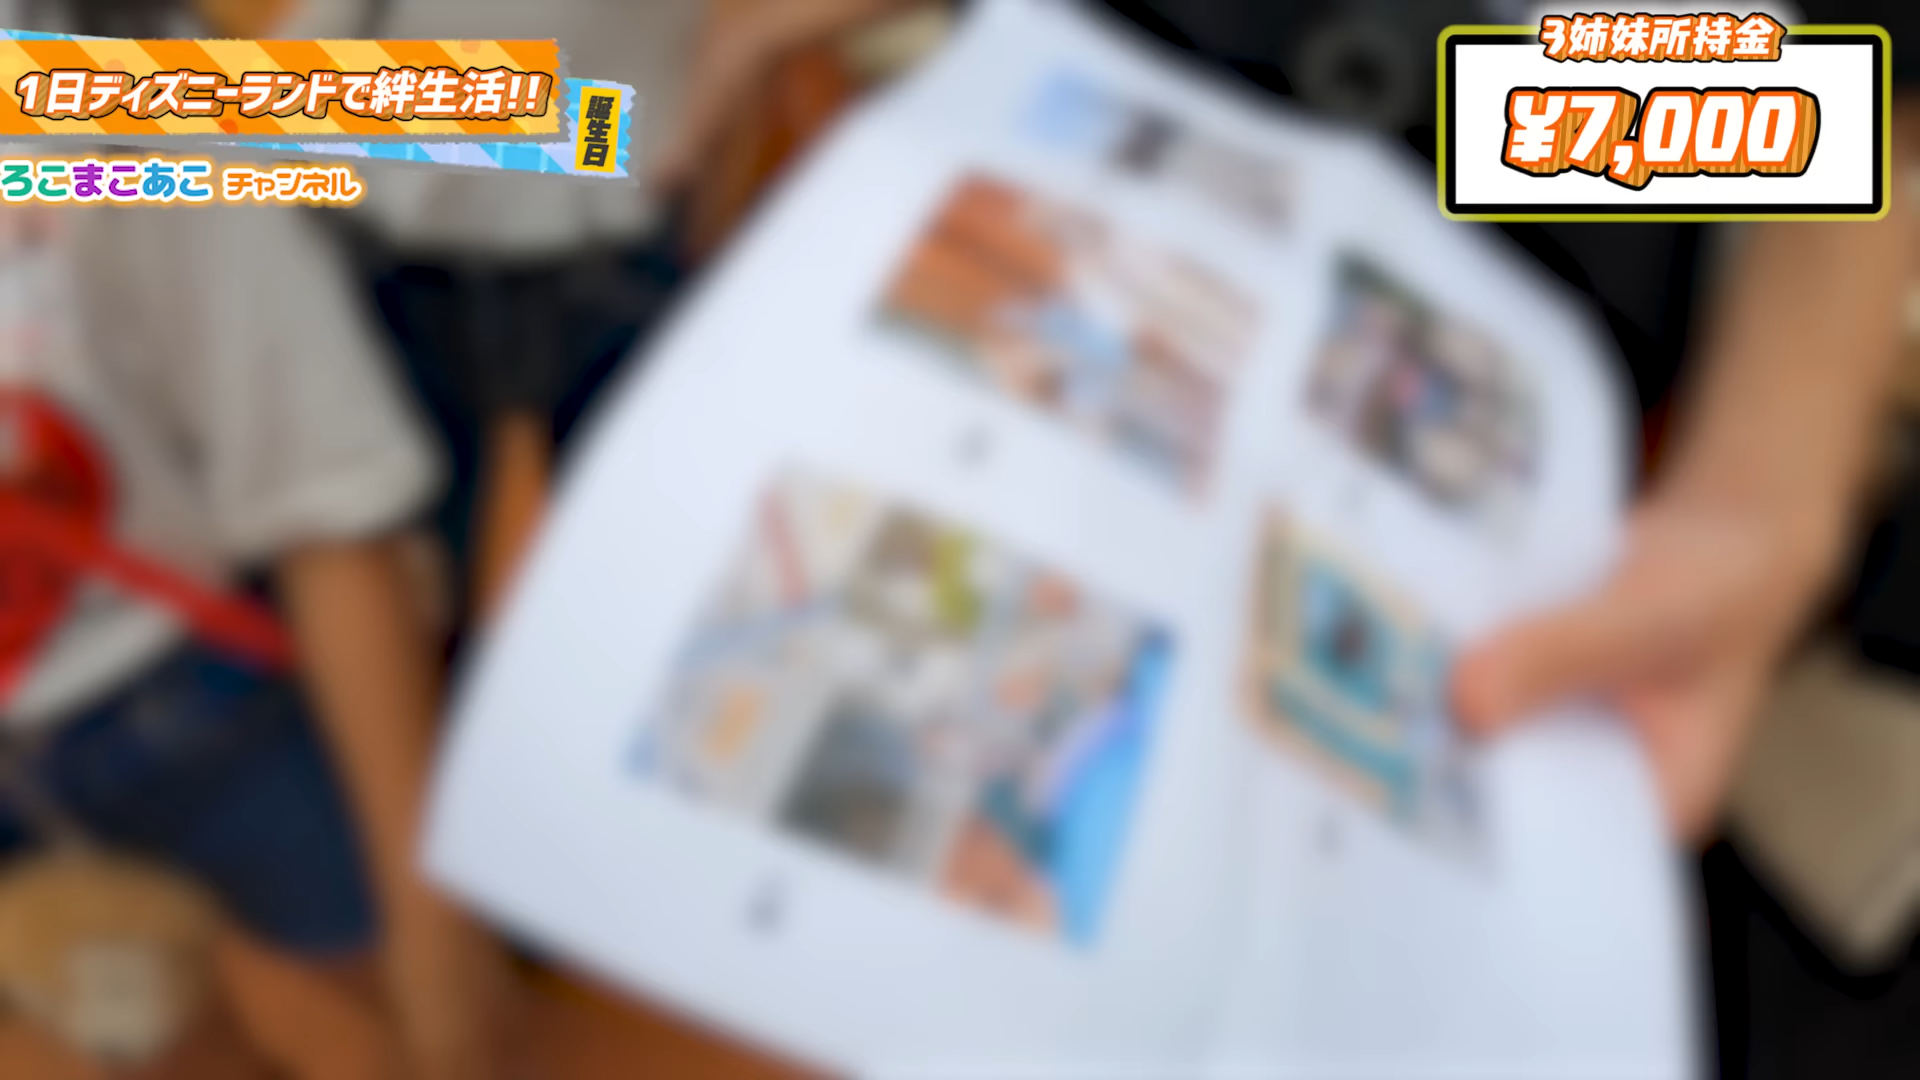 1日ディズニーランドで絆生活!!
誕生日
ろこまこあこ チャンネル
3姉妹所持金
¥7,000